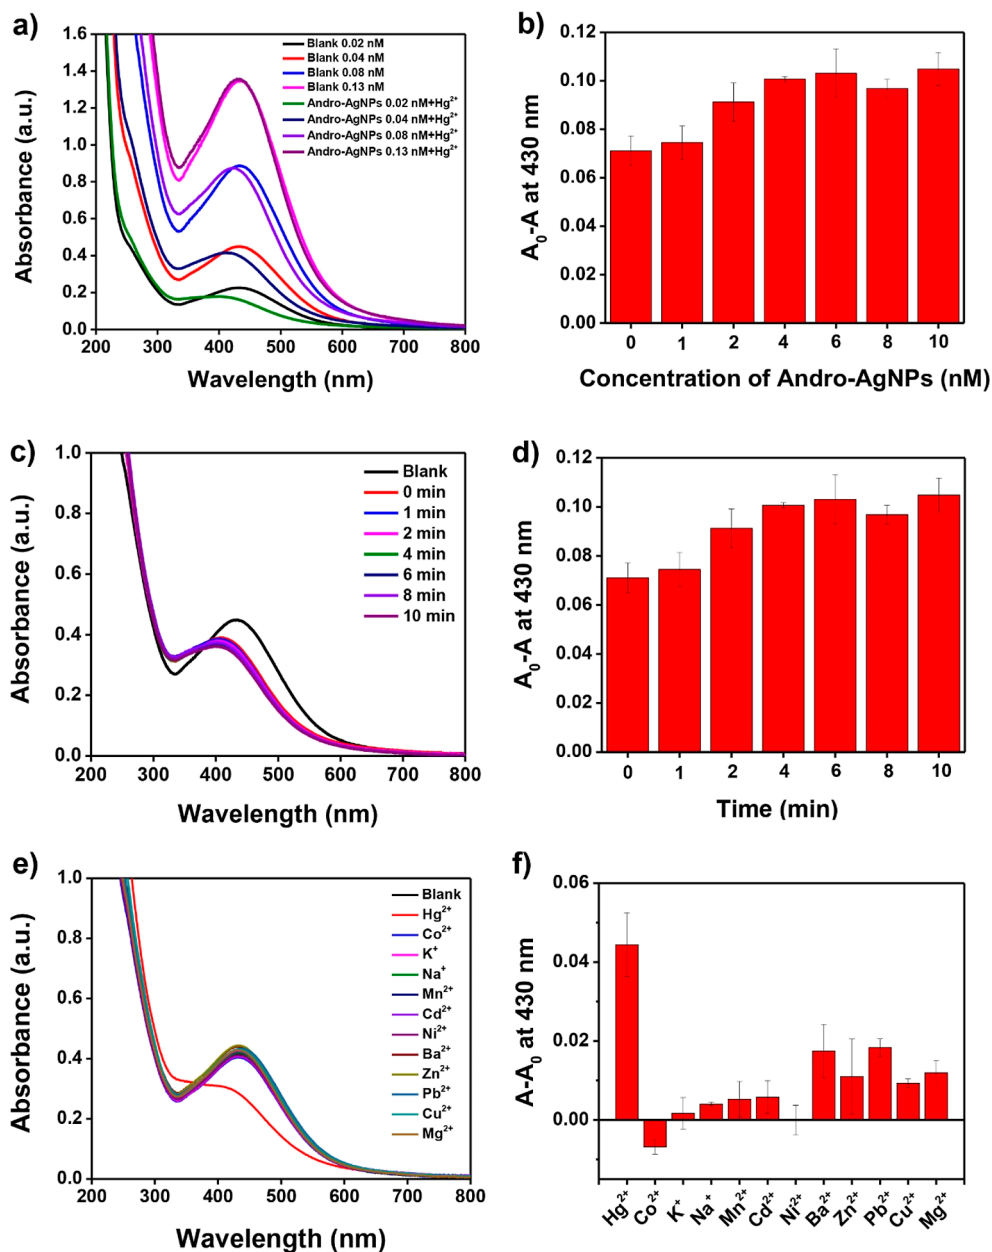 a)
Absorbance (a.u.)
1.6
1.4
1.2
1.0
0.8
0.6
0.4
0.2
0.0
Blank 0.02 nM
Blank 0.04 nM
Blank 0.08 nM
Blank 0.13 nM
Andro-AgNPs 0.02 nM+Hg²⁺
Andro-AgNPs 0.04 nM+Hg²⁺
Andro-AgNPs 0.08 nM+Hg²⁺
Andro-AgNPs 0.13 nM+Hg²⁺
200 300 400 500 600 700 800
Wavelength (nm)
b)
A₀-A at 430 nm
0.12
0.10
0.08
0.06
0.04
0.02
0.00
0 1 2 4 6 8 10
Concentration of Andro-AgNPs (nM)
c)
Absorbance (a.u.)
1.0
0.8
0.6
0.4
0.2
0.0
Blank
0 min
1 min
2 min
4 min
6 min
8 min
10 min
200 300 400 500 600 700 800
Wavelength (nm)
d)
A₀-A at 430 nm
0.12
0.10
0.08
0.06
0.04
0.02
0.00
0 1 2 4 6 8 10
Time (min)
e)
Absorbance (a.u.)
1.0
0.8
0.6
0.4
0.2
0.0
Blank
Hg²⁺
Co²⁺
K⁺
Na⁺
Mn²⁺
Cd²⁺
Ni²⁺
Ba²⁺
Zn²⁺
Pb²⁺
Cu²⁺
Mg²⁺
200 300 400 500 600 700 800
Wavelength (nm)
f)
A-A₀ at 430 nm
0.06
0.04
0.02
0.00
Hg²⁺ Co²⁺ K⁺ Na⁺ Mn²⁺ Cd²⁺ Ni²⁺ Ba²⁺ Zn²⁺ Pb²⁺ Cu²⁺ Mg²⁺